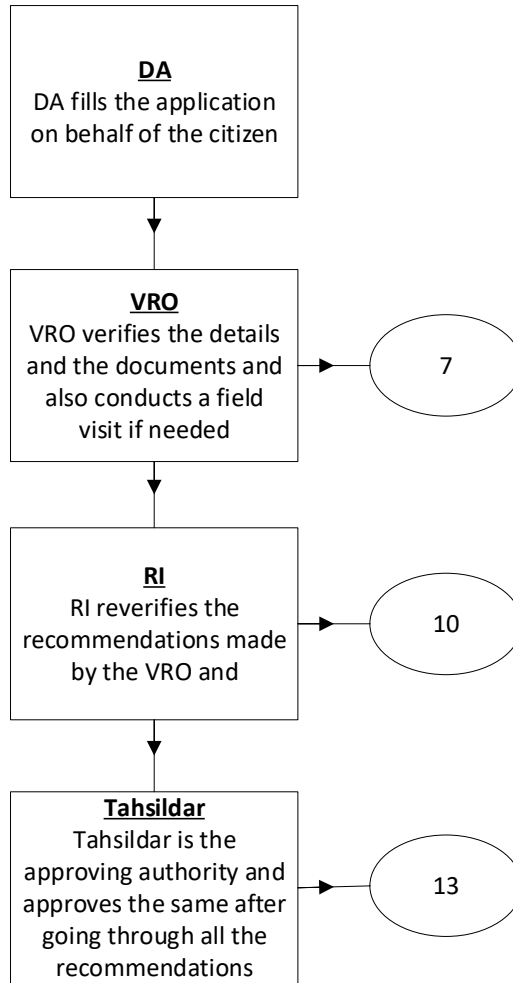 DA
DA fills the application
on behalf of the citizen
VRO
VRO verifies the details
and the documents and
also conducts a field
visit if needed
7
RI
RI reverifies the
recommendations made
by the VRO and
10
Tahsildar
Tahsildar is the
approving authority and
approves the same after
going through all the
recommendations
13